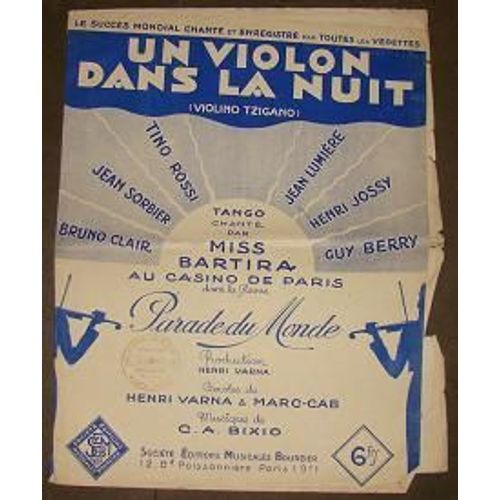 LE SUCCÈS MONDIAL CHANTÉ ET ENREGISTRÉ PAR TOUTES LES VEDETTES
UN VIOLON
DANS LA NUIT
(VIOLINO TZIGANO)
TINO ROSSI
JEAN LUMIÈRE
JEAN SORBIER
HENRI JOSSY
BRUNO CLAIR
GUY BERRY
TANGO
CHANTÉ
PAR
MISS
BARTIRA
AU CASINO DE PARIS
dans la Revue
Parade du Monde
Production
HENRI VARNA
Paroles de
HENRI VARNA & MARC-CAB
Musique de
C. A. BIXIO
SOCIÉTÉ ÉDITIONS MUSICALES BOURCIER
12, Bd Poissonnière Paris
6 frs